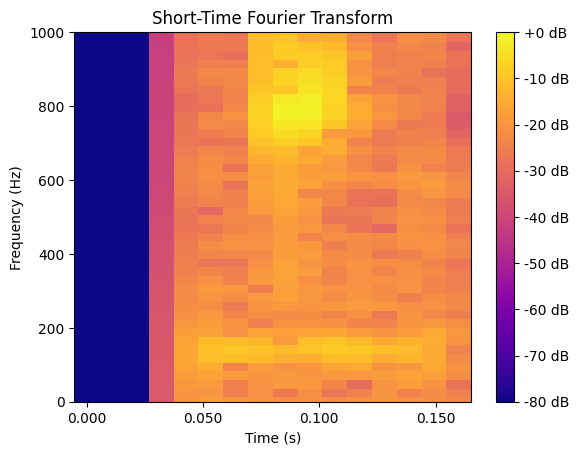 Short-Time Fourier Transform
1000
800
600
400
200
0
Frequency (Hz)
0.000
0.050
0.100
0.150
Time (s)
+0 dB
-10 dB
-20 dB
-30 dB
-40 dB
-50 dB
-60 dB
-70 dB
-80 dB